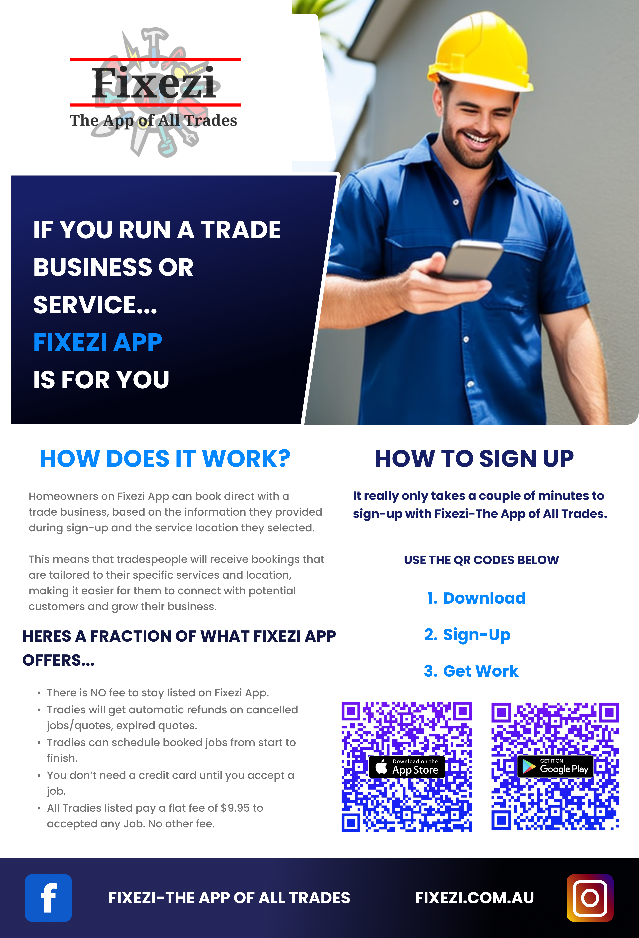 Fixezi
The App of All Trades
IF YOU RUN A TRADE
BUSINESS OR
SERVICE...
FIXEZI APP
IS FOR YOU
HOW DOES IT WORK?
Homeowners on Fixezi App can book direct with a
trade business, based on the information they provided
during sign-up and the service location they selected.
This means that tradespeople will receive bookings that
are tailored to their specific services and location,
making it easier for them to connect with potential
customers and grow their business.
HERES A FRACTION OF WHAT FIXEZI APP
OFFERS...
• There is NO fee to stay listed on Fixezi App.
• Tradies will get automatic refunds on cancelled
jobs/quotes, expired quotes.
• Tradies can schedule booked jobs from start to
finish.
• You don't need a credit card until you accept a
job.
• All Tradies listed pay a flat fee of $9.95 to
accepted any Job. No other fee.
HOW TO SIGN UP
It really only takes a couple of minutes to
sign-up with Fixezi-The App of All Trades.
USE THE QR CODES BELOW
1. Download
2. Sign-Up
3. Get Work
Download on the
App Store
GET IT ON
Google Play
FIXEZI-THE APP OF ALL TRADES
FIXEZI.COM.AU